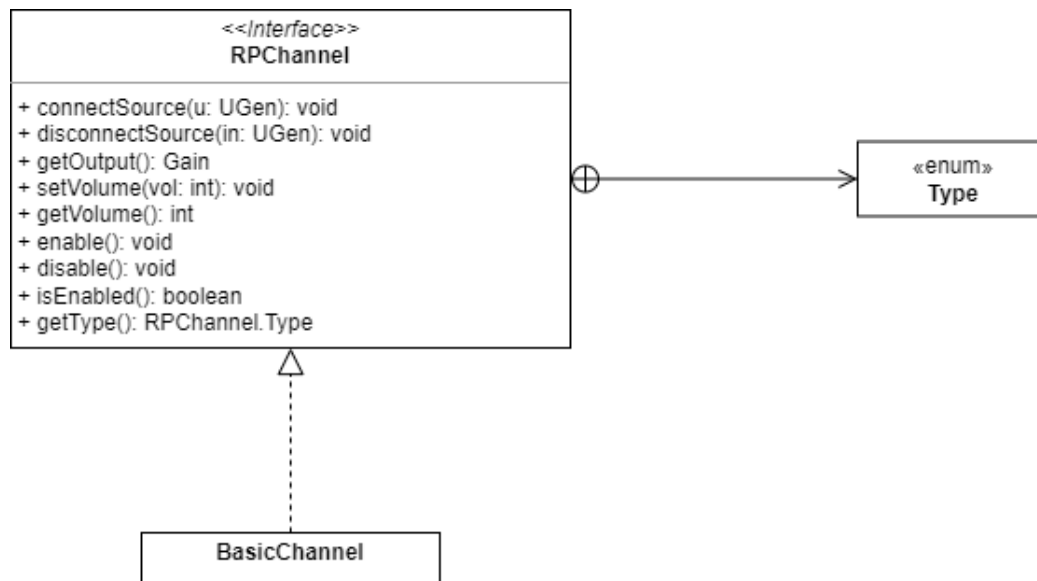 <<Interface>>
RPChannel
+ connectSource(u: UGen): void
+ disconnectSource(in: UGen): void
+ getOutput(): Gain
+ setVolume(vol: int): void
+ getVolume(): int
+ enable(): void
+ disable(): void
+ isEnabled(): boolean
+ getType(): RPChannel.Type
«enum»
Type
BasicChannel